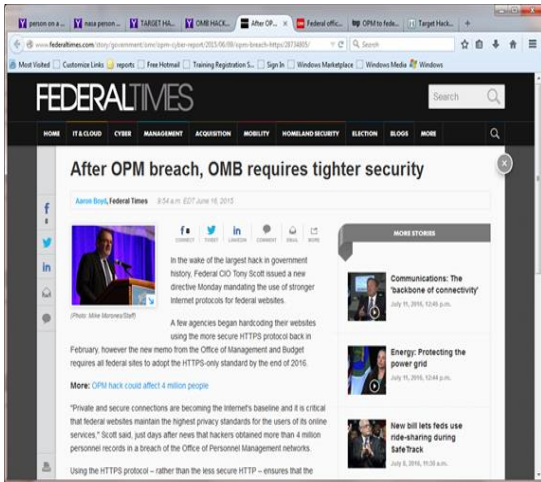 person on a ...
nasa person ...
TARGET HA...
OMB HACK...
After OP...
Federal offic...
OPM to fede...
Target Hack...
www.federaltimes.com/story/government/omr/opm-cyber-report/2015/06/09/opm-breach-https/28734805/
Search
Most Visited
Customize Links
reports
Free Hotmail
Training Registration S...
Sign In
Windows Marketplace
Windows Media
Windows
FEDERALTIMES
Search
HOME
IT & CLOUD
CYBER
MANAGEMENT
ACQUISITION
MOBILITY
HOMELAND SECURITY
ELECTION
BLOGS
MORE
After OPM breach, OMB requires tighter security
Aaron Boyd, Federal Times 8:54 a.m. EDT June 16, 2015
CONNECT
TWEET
LINKEDIN
COMMENT
EMAIL
MORE
(Photo: Mike Morones/Staff)
In the wake of the largest hack in government
history, Federal CIO Tony Scott issued a new
directive Monday mandating the use of stronger
Internet protocols for federal websites.
A few agencies began hardcoding their websites
using the more secure HTTPS protocol back in
February, however the new memo from the Office of Management and Budget
requires all federal sites to adopt the HTTPS-only standard by the end of 2016.
More: OPM hack could affect 4 million people
"Private and secure connections are becoming the Internet's baseline and it is critical
that federal websites maintain the highest privacy standards for the users of its online
services," Scott said, just days after news that hackers obtained more than 4 million
personnel records in a breach of the Office of Personnel Management networks.
Using the HTTPS protocol – rather than the less secure HTTP – ensures that the
MORE STORIES
Communications: The
'backbone of connectivity'
July 11, 2016, 12:45 p.m.
Energy: Protecting the
power grid
July 11, 2016, 12:44 p.m.
New bill lets feds use
ride-sharing during
SafeTrack
July 8, 2016, 11:35 a.m.